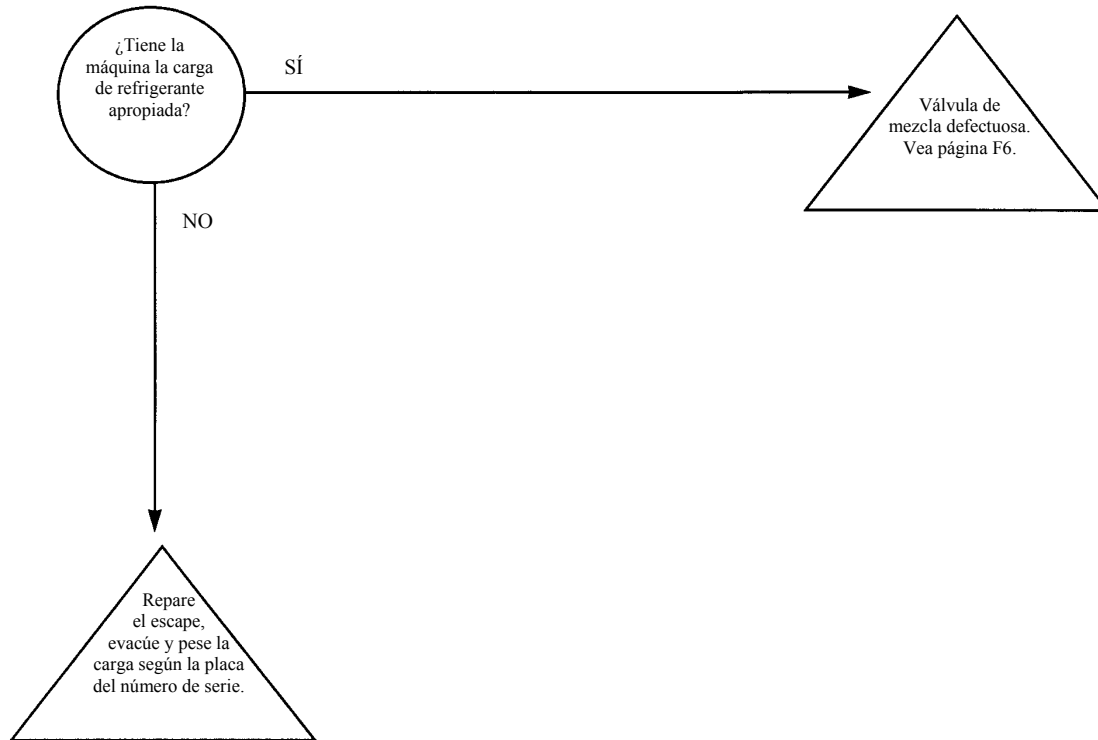 ¿Tiene la
máquina la carga
de refrigerante
apropiada?
SÍ
Válvula de
mezcla defectuosa.
Vea página F6.
NO
Repare
el escape,
evacúe y pese la
carga según la placa
del número de serie.